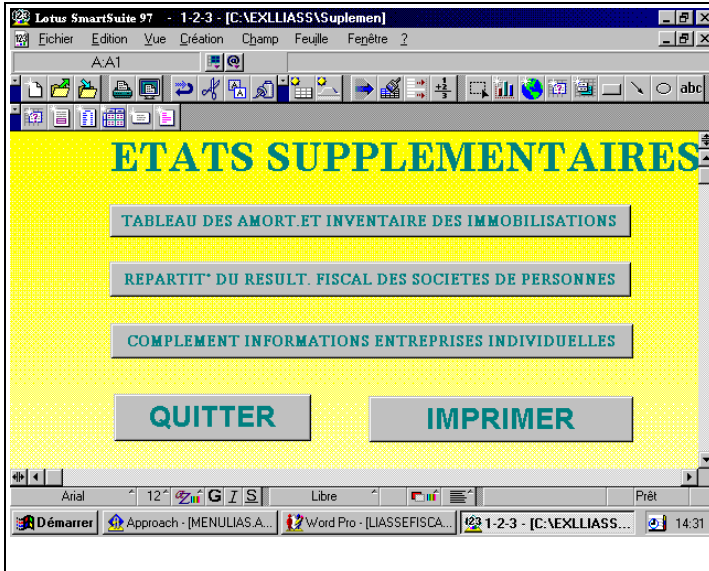 Lotus SmartSuite 97 - 1-2-3 - [C:\EXLLIASS\Suplemen]
Fichier Edition Vue Création Champ Feuille Fenêtre ?
A:A1
abc
ETATS SUPPLEMENTAIRES
TABLEAU DES AMORT.ET INVENTAIRE DES IMMOBILISATIONS
REPARTIT° DU RESULT. FISCAL DES SOCIETES DE PERSONNES
COMPLEMENT INFORMATIONS ENTREPRISES INDIVIDUELLES
QUITTER IMPRIMER
Arial 12 G I S Libre Prêt
Démarrer Approach - [MENULIAS.A... Word Pro - [LIASSEFISCA... 1-2-3 - [C:\EXLLIASS... 14:31